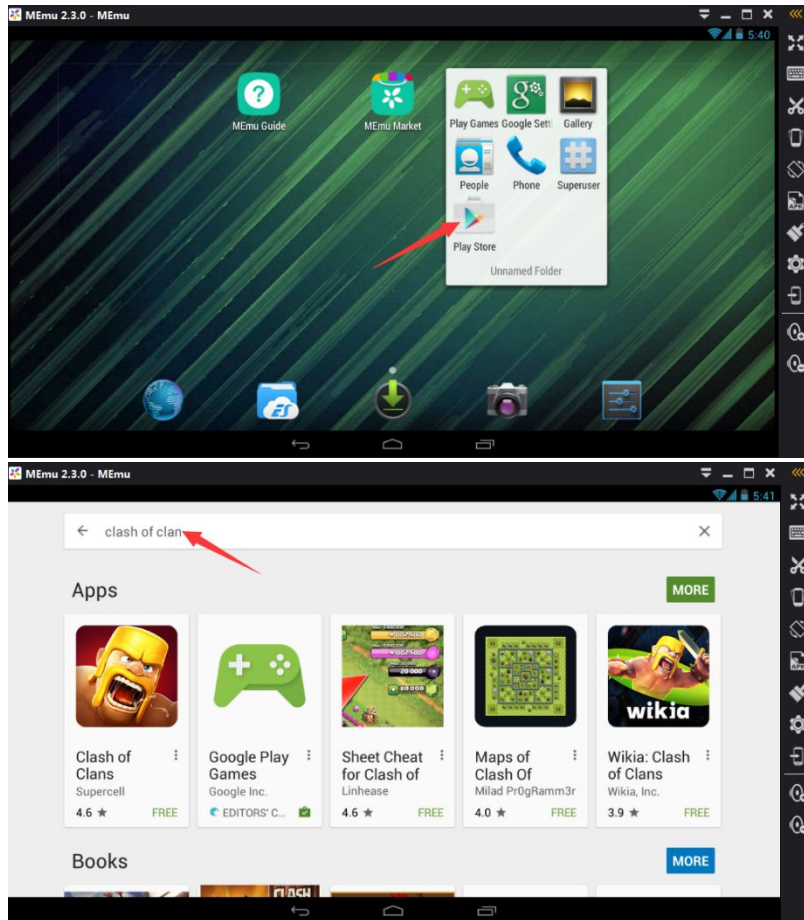 MEmu 2.3.0 - MEmu
5:40
MEmu Guide
MEmu Market
Play Games Google Sett Gallery
People Phone Superuser
Play Store
Unnamed Folder
APK
MEmu 2.3.0 - MEmu
5:41
clash of clan
Apps
MORE
wikia
Clash of Clans
Supercell
4.6 ★ FREE
Google Play Games
Google Inc.
EDITORS' C...
Sheet Cheat for Clash of
Linhease
4.6 ★ FREE
Maps of Clash Of
Milad Pr0gRamm3r
4.0 ★ FREE
Wikia: Clash of Clans
Wikia, Inc.
3.9 ★ FREE
Books
MORE
CLASH